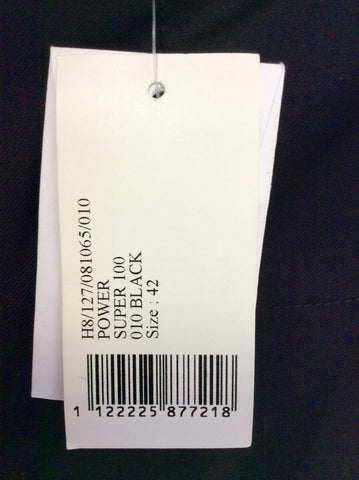 H8/127/081065/010
POWER
SUPER 100
010 BLACK
Size : 42
1 122225 877218